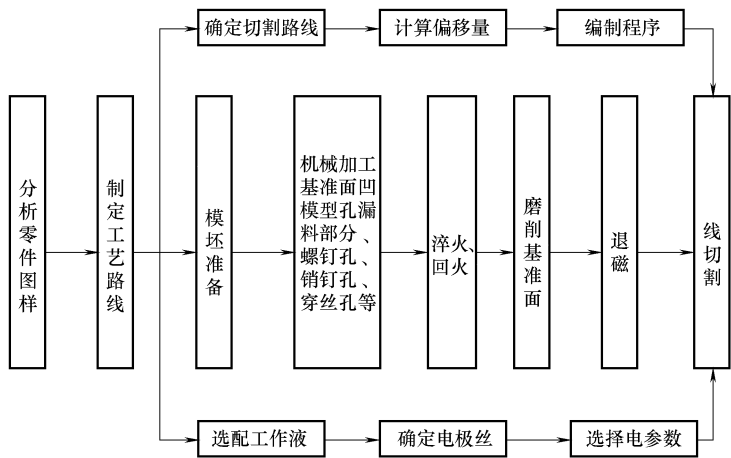 确定切割路线
计算偏移量
编制程序
分析零件图样
制定工艺路线
模坯准备
机械加工
基准面凹
模型孔漏
料部分、
螺钉孔、
销钉孔、
穿丝孔等
淬火、
回火
磨削基准面
退磁
线切割
选配工作液
确定电极丝
选择电参数